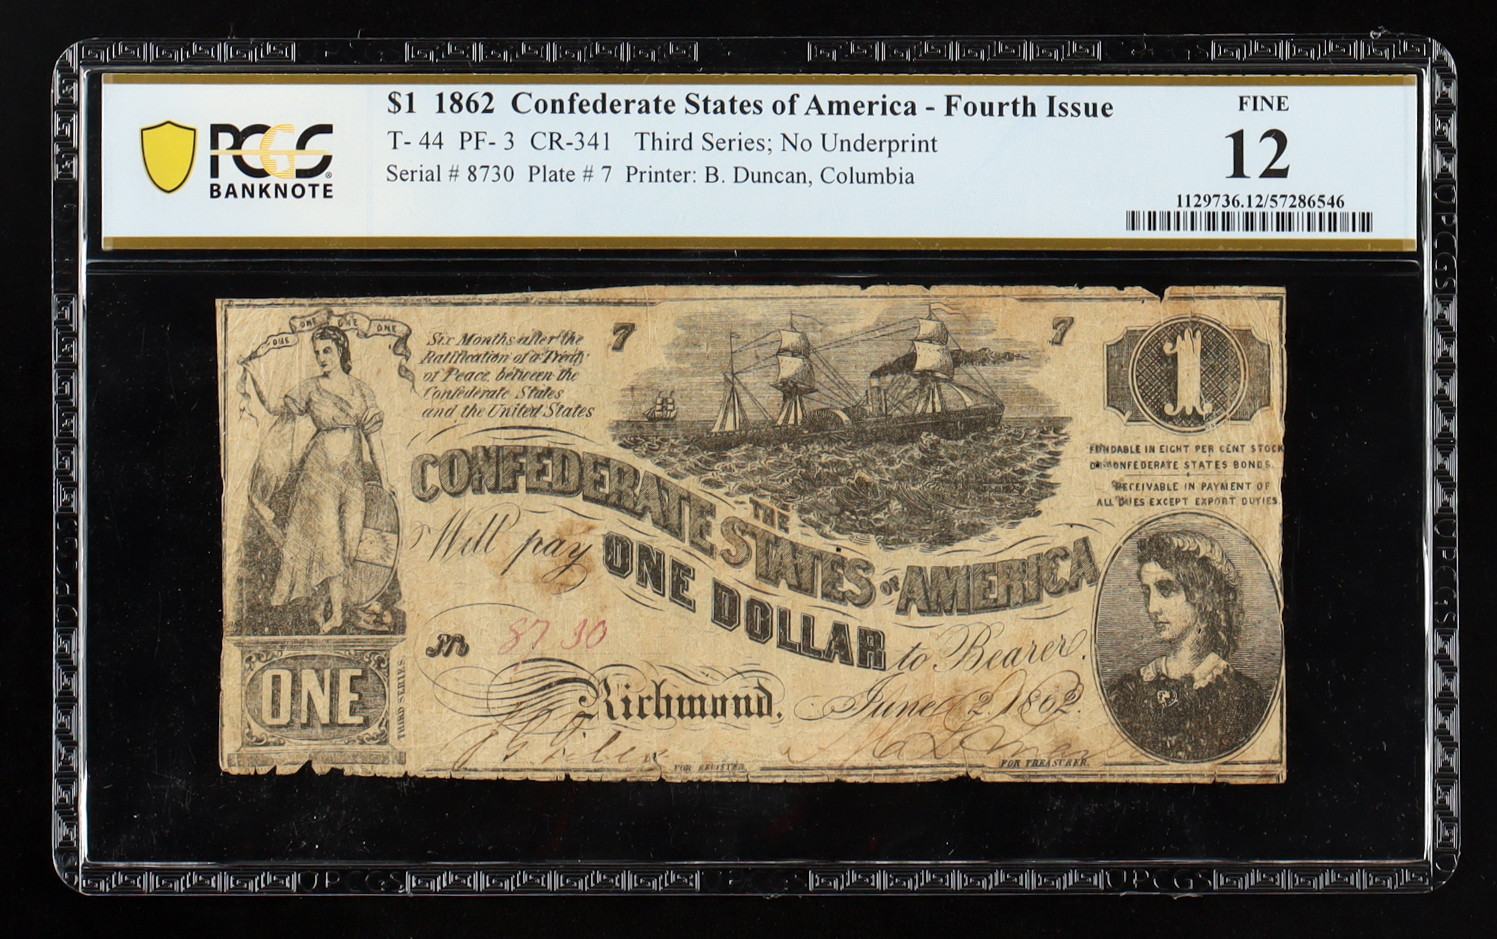 $1 1862 Confederate States of America - Fourth Issue
T- 44 PF- 3 CR-341 Third Series; No Underprint
Serial # 8730 Plate # 7 Printer: B. Duncan, Columbia
PCGS
BANKNOTE
FINE
12
1129736.12/57286546
ONE ONE ONE ONE
Six Months after the
Ratification of a Treaty
of Peace, between the
Confederate States
and the United States
7
7
1
FUNDABLE IN EIGHT PER CENT STOCK
OR CONFEDERATE STATES BONDS.
RECEIVABLE IN PAYMENT OF
ALL DUES EXCEPT EXPORT DUTIES
THE
CONFEDERATE STATES OF AMERICA
Will pay ONE DOLLAR to Bearer.
No 8730
Richmond, June 2, 1862.
ONE
THIRD SERIES.
FOR REGISTER
FOR TREASURER.